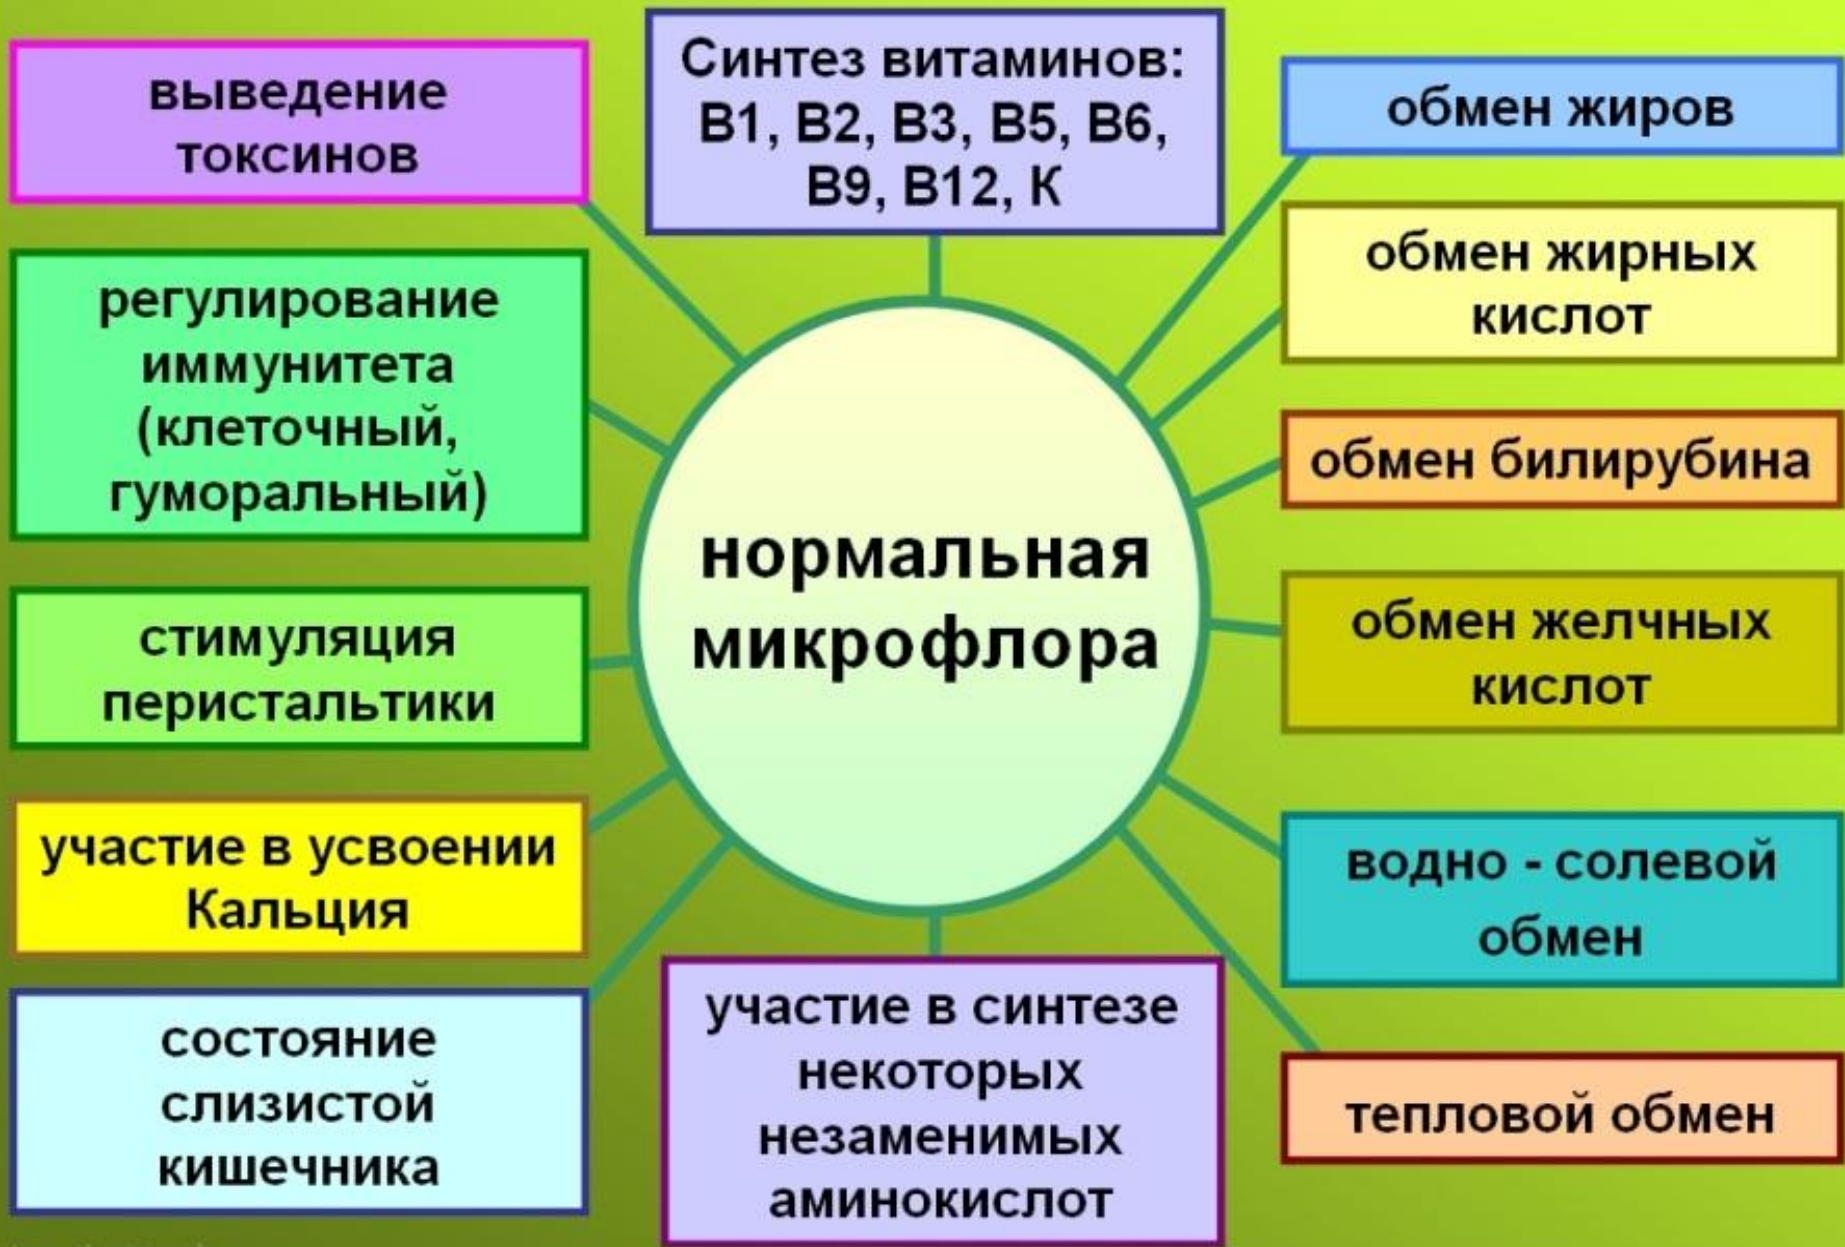 выведение
токсинов
Синтез витаминов:
В1, В2, В3, В5, В6,
В9, В12, К
обмен жиров
регулирование
иммунитета
(клеточный,
гуморальный)
обмен жирных
кислот
обмен билирубина
нормальная
микрофлора
стимуляция
перистальтики
обмен желчных
кислот
участие в усвоении
Кальция
водно - солевой
обмен
состояние
слизистой
кишечника
участие в синтезе
некоторых
незаменимых
аминокислот
тепловой обмен